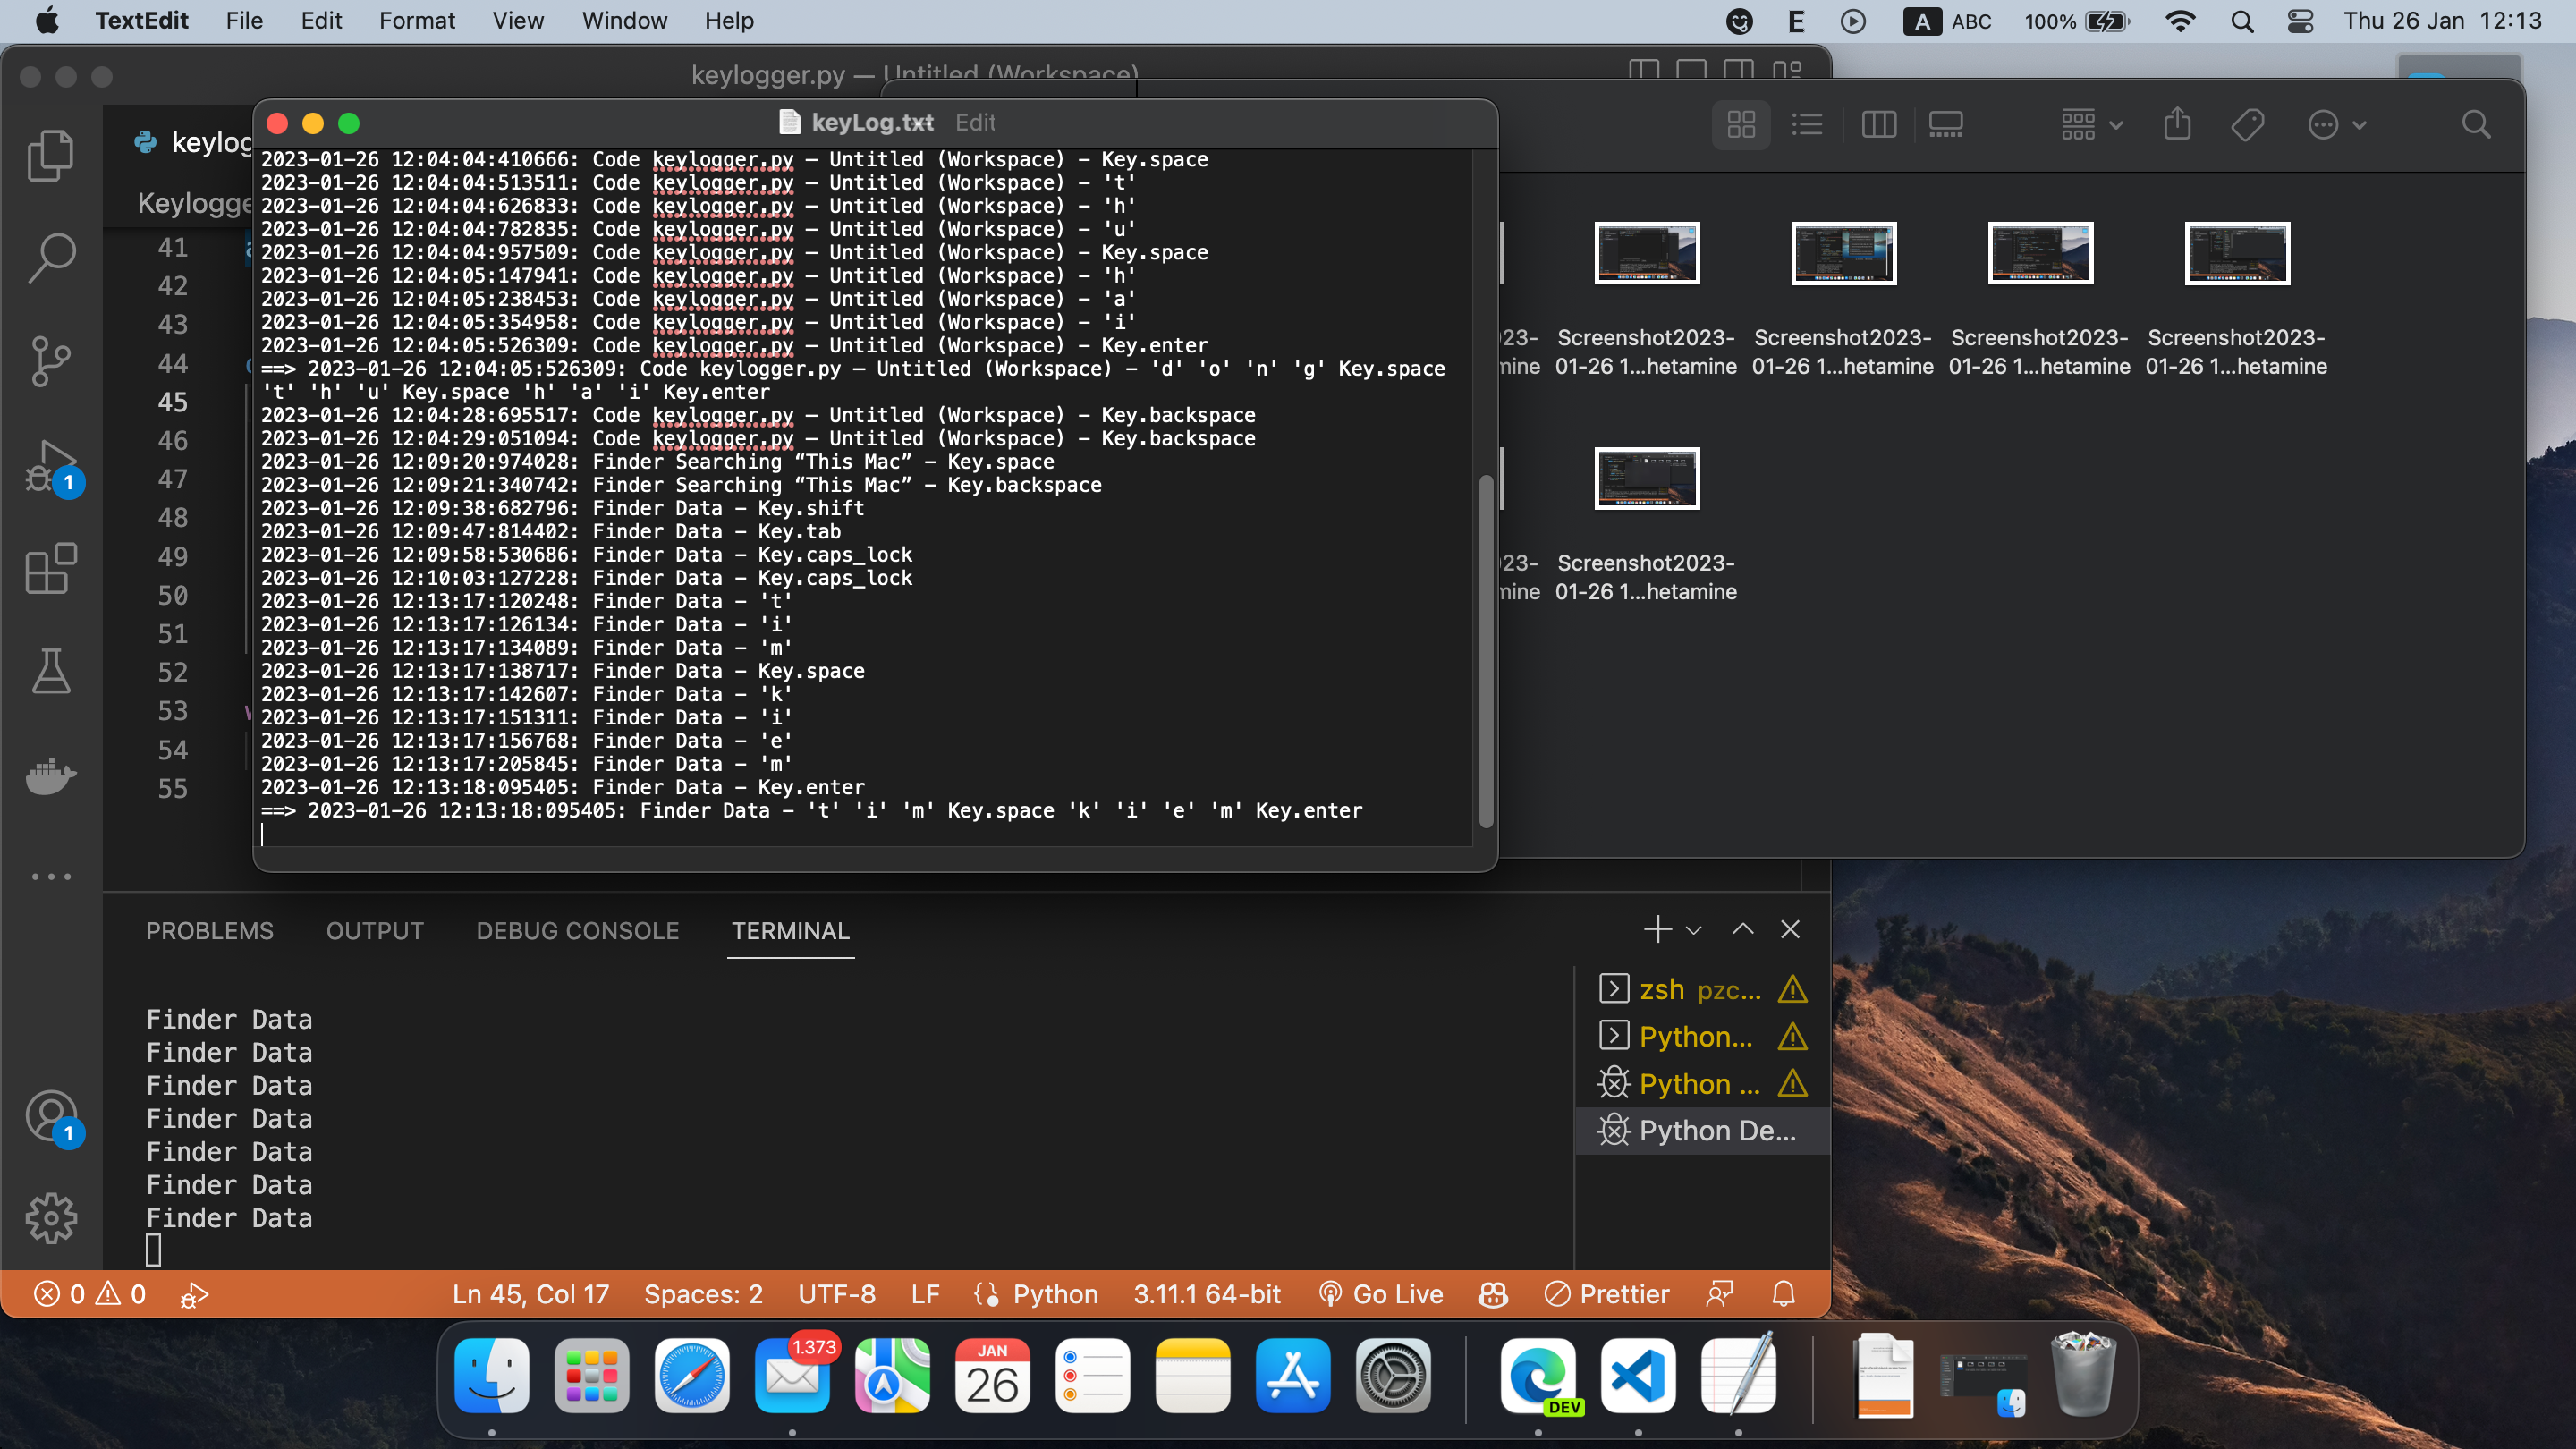 TextEdit File Edit Format View Window Help E A ABC 100% Thu 26 Jan 12:13
keylogger.py — Untitled (Workspace)
keyLog.txt Edit
keylog
Keylogge
41
42
43
44
45
46
47
48
49
50
51
52
53
54
55
2023-01-26 12:04:04:410666: Code keylogger.py — Untitled (Workspace) - Key.space
2023-01-26 12:04:04:513511: Code keylogger.py — Untitled (Workspace) - 't'
2023-01-26 12:04:04:626833: Code keylogger.py — Untitled (Workspace) - 'h'
2023-01-26 12:04:04:782835: Code keylogger.py — Untitled (Workspace) - 'u'
2023-01-26 12:04:04:957509: Code keylogger.py — Untitled (Workspace) - Key.space
2023-01-26 12:04:05:147941: Code keylogger.py — Untitled (Workspace) - 'h'
2023-01-26 12:04:05:238453: Code keylogger.py — Untitled (Workspace) - 'a'
2023-01-26 12:04:05:354958: Code keylogger.py — Untitled (Workspace) - 'i'
2023-01-26 12:04:05:526309: Code keylogger.py — Untitled (Workspace) - Key.enter
==> 2023-01-26 12:04:05:526309: Code keylogger.py — Untitled (Workspace) - 'd' 'o' 'n' 'g' Key.space
't' 'h' 'u' Key.space 'h' 'a' 'i' Key.enter
2023-01-26 12:04:28:695517: Code keylogger.py — Untitled (Workspace) - Key.backspace
2023-01-26 12:04:29:051094: Code keylogger.py — Untitled (Workspace) - Key.backspace
2023-01-26 12:09:20:974028: Finder Searching “This Mac” - Key.space
2023-01-26 12:09:21:340742: Finder Searching “This Mac” - Key.backspace
2023-01-26 12:09:38:682796: Finder Data - Key.shift
2023-01-26 12:09:47:814402: Finder Data - Key.tab
2023-01-26 12:09:58:530686: Finder Data - Key.caps_lock
2023-01-26 12:10:03:127228: Finder Data - Key.caps_lock
2023-01-26 12:13:17:120248: Finder Data - 't'
2023-01-26 12:13:17:126134: Finder Data - 'i'
2023-01-26 12:13:17:134089: Finder Data - 'm'
2023-01-26 12:13:17:138717: Finder Data - Key.space
2023-01-26 12:13:17:142607: Finder Data - 'k'
2023-01-26 12:13:17:151311: Finder Data - 'i'
2023-01-26 12:13:17:156768: Finder Data - 'e'
2023-01-26 12:13:17:205845: Finder Data - 'm'
2023-01-26 12:13:18:095405: Finder Data - Key.enter
==> 2023-01-26 12:13:18:095405: Finder Data - 't' 'i' 'm' Key.space 'k' 'i' 'e' 'm' Key.enter
23- Screenshot2023- Screenshot2023- Screenshot2023- Screenshot2023-
mine 01-26 1...hetamine 01-26 1...hetamine 01-26 1...hetamine 01-26 1...hetamine
23- Screenshot2023-
mine 01-26 1...hetamine
1
1
PROBLEMS OUTPUT DEBUG CONSOLE TERMINAL
Finder Data
Finder Data
Finder Data
Finder Data
Finder Data
Finder Data
Finder Data
zsh pzc...
Python...
Python ...
Python De...
0 0 Ln 45, Col 17 Spaces: 2 UTF-8 LF Python 3.11.1 64-bit Go Live Prettier
1.373
JAN
26
DEV